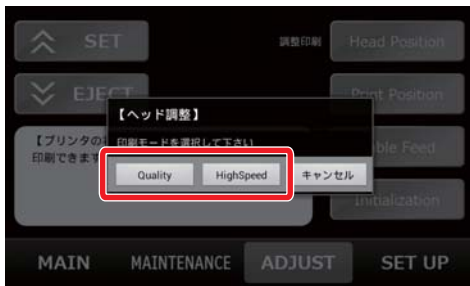 SET
調整印刷
Head Position
EJECT
Print Position
【ヘッド調整】
【プリンタの
印刷モードを選択して下さい
印刷できます
ble Feed
Quality
HighSpeed
キャンセル
Initialization
MAIN
MAINTENANCE
ADJUST
SET UP